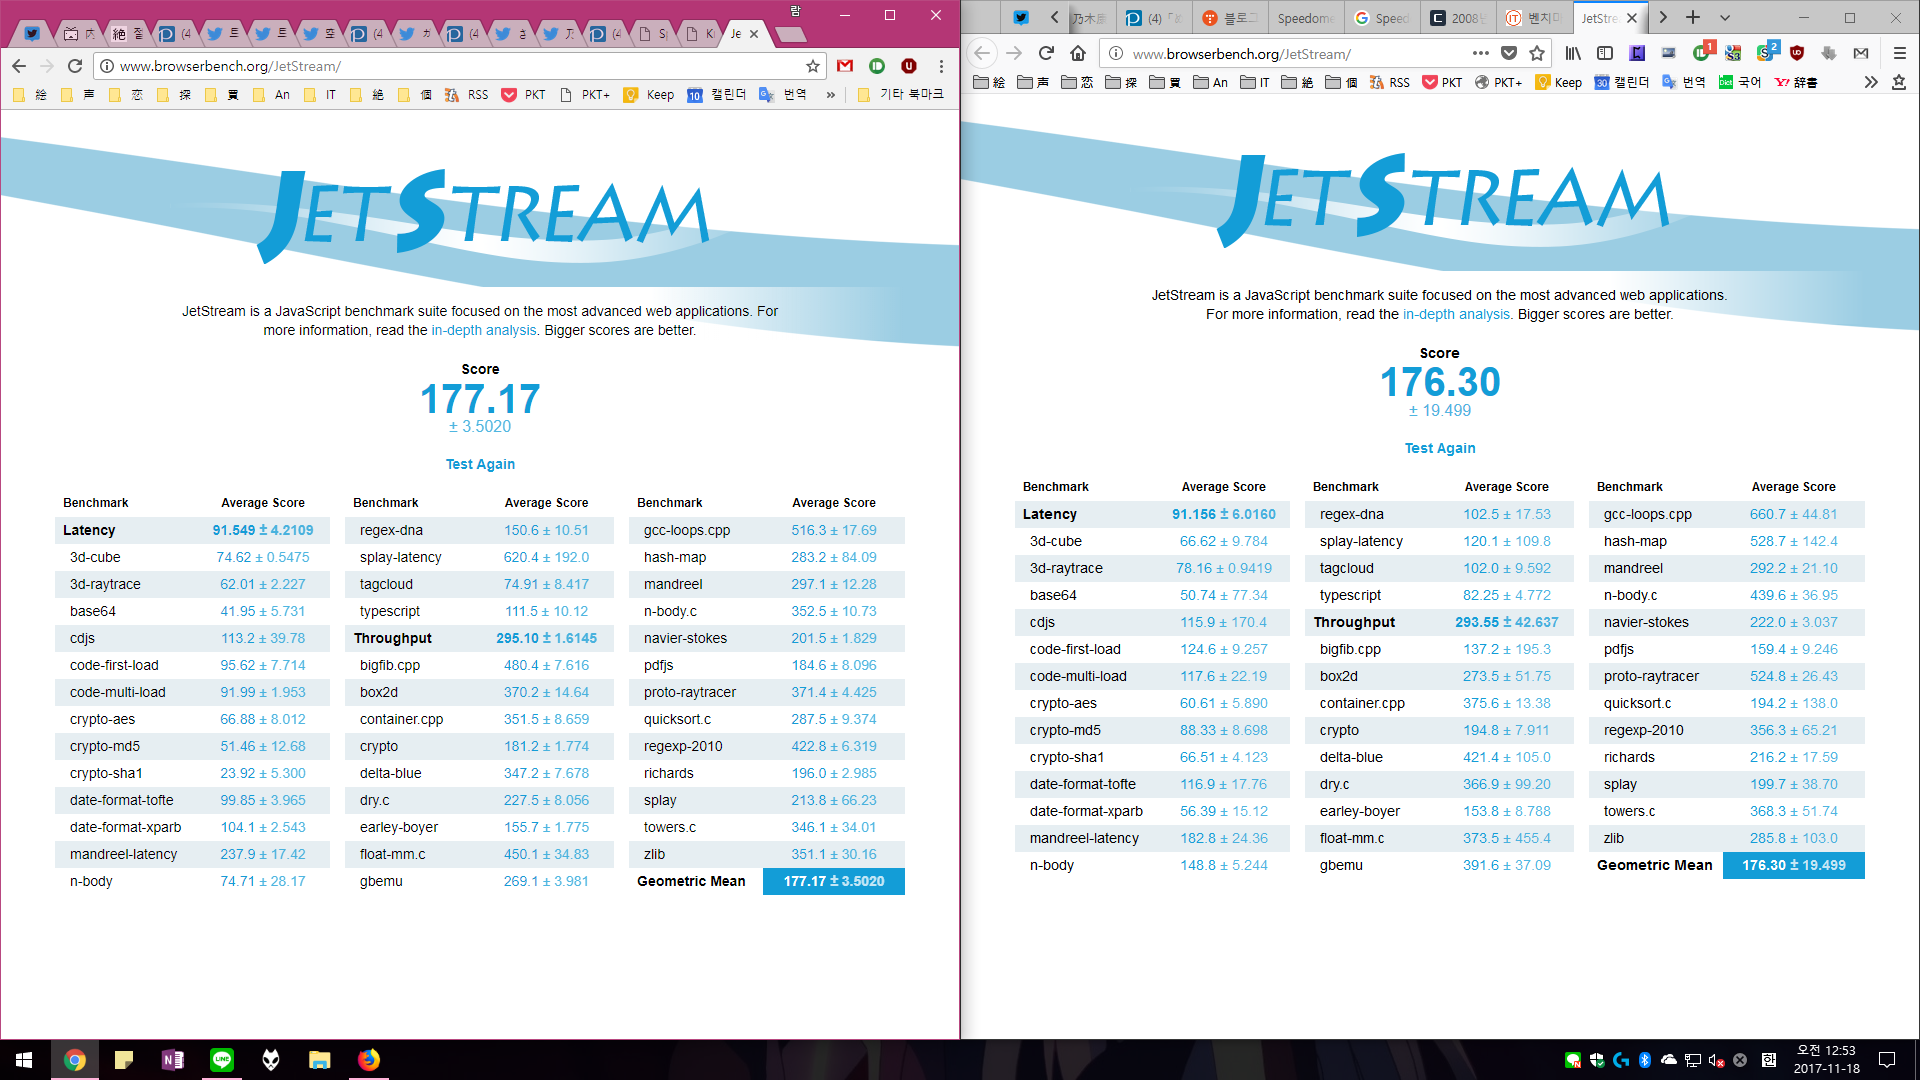 람
www.browserbench.org/JetStream/
絵 声 恋 探 買 An IT 絶 個 RSS PKT PKT+ Keep 캘린더 번역 » 기타 북마크
JETSTREAM
JetStream is a JavaScript benchmark suite focused on the most advanced web applications. For
more information, read the in-depth analysis. Bigger scores are better.
Score
177.17
± 3.5020
Test Again
Benchmark Average Score Benchmark Average Score Benchmark Average Score
Latency 91.549 ± 4.2109 regex-dna 150.6 ± 10.51 gcc-loops.cpp 516.3 ± 17.69
3d-cube 74.62 ± 0.5475 splay-latency 620.4 ± 192.0 hash-map 283.2 ± 84.09
3d-raytrace 62.01 ± 2.227 tagcloud 74.91 ± 8.417 mandreel 297.1 ± 12.28
base64 41.95 ± 5.731 typescript 111.5 ± 10.12 n-body.c 352.5 ± 10.73
cdjs 113.2 ± 39.78 Throughput 295.10 ± 1.6145 navier-stokes 201.5 ± 1.829
code-first-load 95.62 ± 7.714 bigfib.cpp 480.4 ± 7.616 pdfjs 184.6 ± 8.096
code-multi-load 91.99 ± 1.953 box2d 370.2 ± 14.64 proto-raytracer 371.4 ± 4.425
crypto-aes 66.88 ± 8.012 container.cpp 351.5 ± 8.659 quicksort.c 287.5 ± 9.374
crypto-md5 51.46 ± 12.68 crypto 181.2 ± 1.774 regexp-2010 422.8 ± 6.319
crypto-sha1 23.92 ± 5.300 delta-blue 347.2 ± 7.678 richards 196.0 ± 2.985
date-format-tofte 99.85 ± 3.965 dry.c 227.5 ± 8.056 splay 213.8 ± 66.23
date-format-xparb 104.1 ± 2.543 earley-boyer 155.7 ± 1.775 towers.c 346.1 ± 34.01
mandreel-latency 237.9 ± 17.42 float-mm.c 450.1 ± 34.83 zlib 351.1 ± 30.16
n-body 74.71 ± 28.17 gbemu 269.1 ± 3.981 Geometric Mean 177.17 ± 3.5020
(4) 블로그 Speedome Speed 2008 벤치마 JetStrea
www.browserbench.org/JetStream/
絵 声 恋 探 買 An IT 絶 個 RSS PKT PKT+ Keep 캘린더 번역 국어 辞書
JETSTREAM
JetStream is a JavaScript benchmark suite focused on the most advanced web applications.
For more information, read the in-depth analysis. Bigger scores are better.
Score
176.30
± 19.499
Test Again
Benchmark Average Score Benchmark Average Score Benchmark Average Score
Latency 91.156 ± 6.0160 regex-dna 102.5 ± 17.53 gcc-loops.cpp 660.7 ± 44.81
3d-cube 66.62 ± 9.784 splay-latency 120.1 ± 109.8 hash-map 528.7 ± 142.4
3d-raytrace 78.16 ± 0.9419 tagcloud 102.0 ± 9.592 mandreel 292.2 ± 21.10
base64 50.74 ± 77.34 typescript 82.25 ± 4.772 n-body.c 439.6 ± 36.95
cdjs 115.9 ± 170.4 Throughput 293.55 ± 42.637 navier-stokes 222.0 ± 3.037
code-first-load 124.6 ± 9.257 bigfib.cpp 137.2 ± 195.3 pdfjs 159.4 ± 9.246
code-multi-load 117.6 ± 22.19 box2d 273.5 ± 51.75 proto-raytracer 524.8 ± 26.43
crypto-aes 60.61 ± 5.890 container.cpp 375.6 ± 13.38 quicksort.c 194.2 ± 138.0
crypto-md5 88.33 ± 8.698 crypto 194.8 ± 7.911 regexp-2010 356.3 ± 65.21
crypto-sha1 66.51 ± 4.123 delta-blue 421.4 ± 105.0 richards 216.2 ± 17.59
date-format-tofte 116.9 ± 17.76 dry.c 366.9 ± 99.20 splay 199.7 ± 38.70
date-format-xparb 56.39 ± 15.12 earley-boyer 153.8 ± 8.788 towers.c 368.3 ± 51.74
mandreel-latency 182.8 ± 24.36 float-mm.c 373.5 ± 455.4 zlib 285.8 ± 103.0
n-body 148.8 ± 5.244 gbemu 391.6 ± 37.09 Geometric Mean 176.30 ± 19.499
한
오전 12:53
2017-11-18